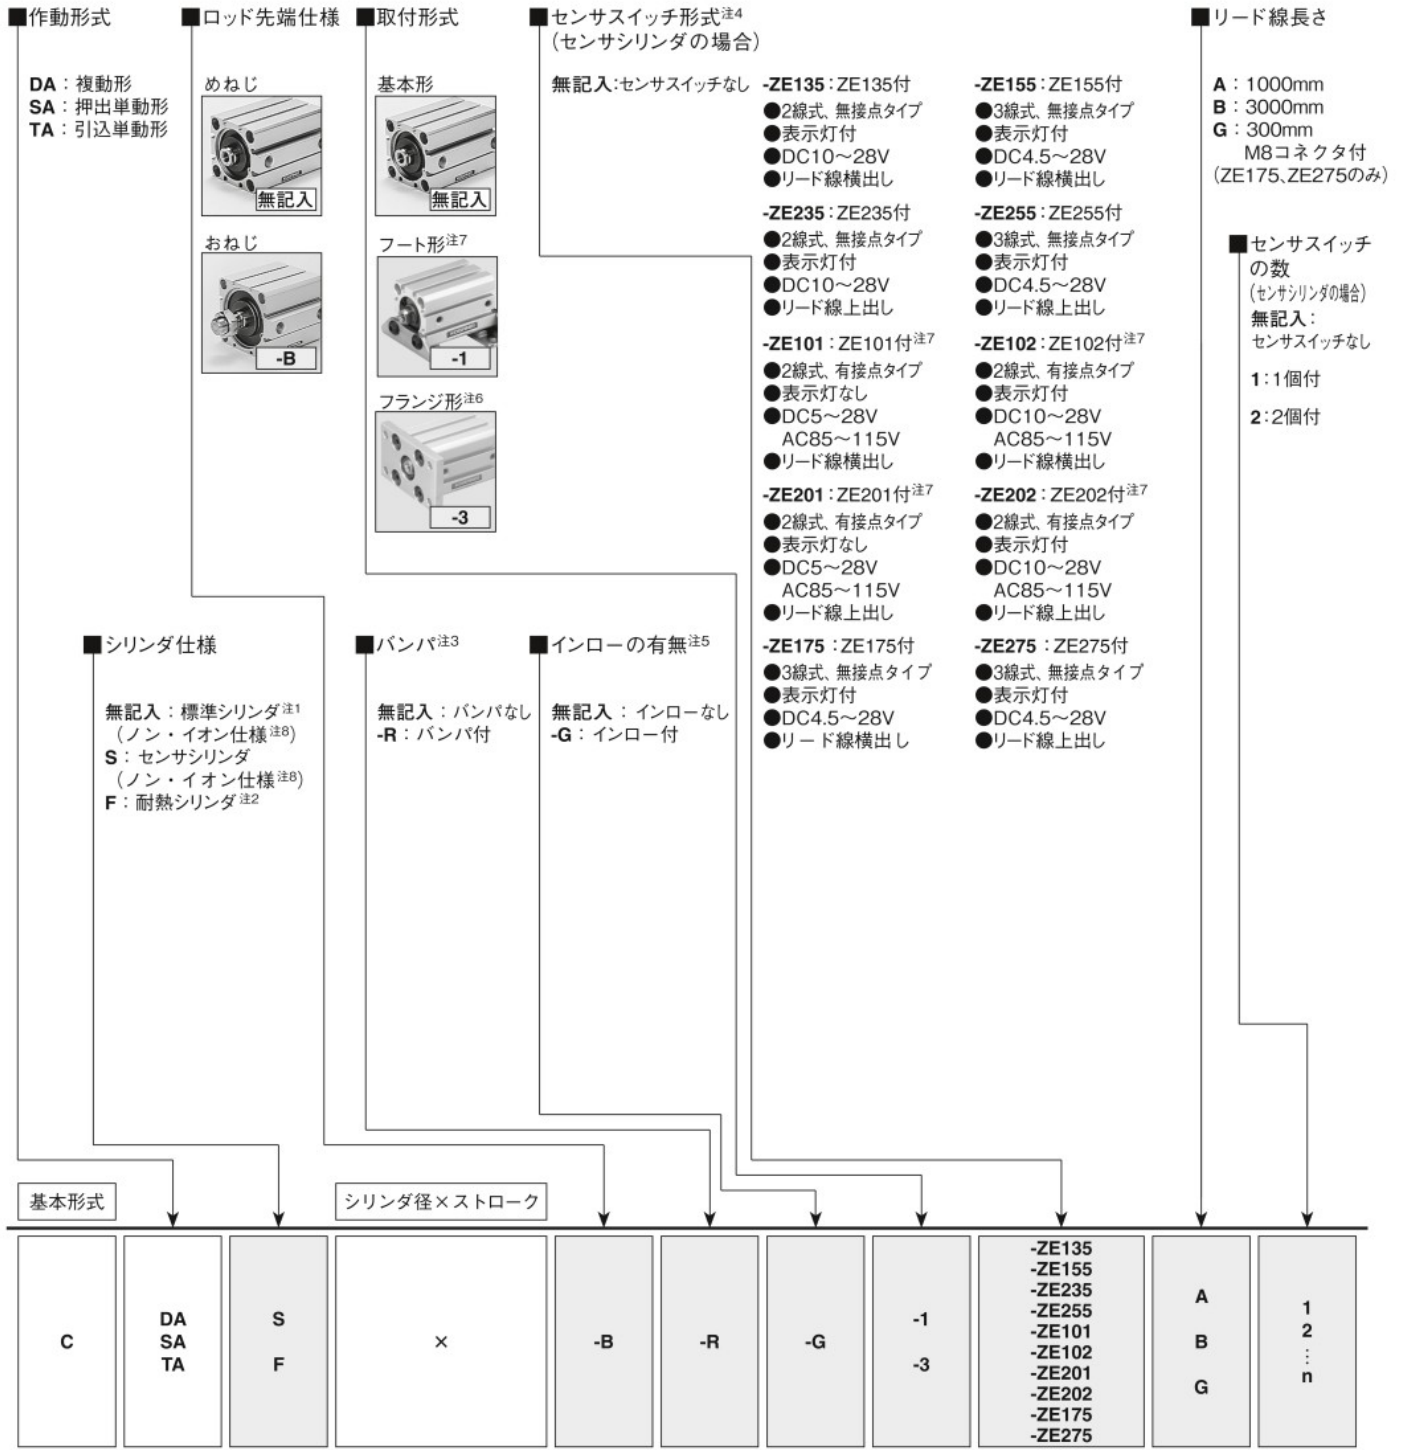 ■作動形式
DA：複動形
SA：押出単動形
TA：引込単動形
■ロッド先端仕様
めねじ
無記入
おねじ
-B
■取付形式
基本形
無記入
フート形注7
-1
フランジ形注6
-3
■センサスイッチ形式注4
（センサシリンダの場合）
無記入：センサスイッチなし
-ZE135：ZE135付
●2線式、無接点タイプ
●表示灯付
●DC10～28V
●リード線横出し
-ZE235：ZE235付
●2線式、無接点タイプ
●表示灯付
●DC10～28V
●リード線上出し
-ZE101：ZE101付注7
●2線式、有接点タイプ
●表示灯なし
●DC5～28V
AC85～115V
●リード線横出し
-ZE201：ZE201付注7
●2線式、有接点タイプ
●表示灯なし
●DC5～28V
AC85～115V
●リード線上出し
-ZE175：ZE175付
●3線式、無接点タイプ
●表示灯付
●DC4.5～28V
●リード線横出し
-ZE155：ZE155付
●3線式、無接点タイプ
●表示灯付
●DC4.5～28V
●リード線横出し
-ZE255：ZE255付
●3線式、無接点タイプ
●表示灯付
●DC4.5～28V
●リード線上出し
-ZE102：ZE102付注7
●2線式、有接点タイプ
●表示灯付
●DC10～28V
AC85～115V
●リード線横出し
-ZE202：ZE202付注7
●2線式、有接点タイプ
●表示灯付
●DC10～28V
AC85～115V
●リード線上出し
-ZE275：ZE275付
●3線式、無接点タイプ
●表示灯付
●DC4.5～28V
●リード線上出し
■リード線長さ
A：1000mm
B：3000mm
G：300mm
M8コネクタ付
（ZE175、ZE275のみ）
■センサスイッチ
の数
（センサシリンダの場合）
無記入：
センサスイッチなし
1：1個付
2：2個付
■シリンダ仕様
無記入：標準シリンダ注1
（ノン・イオン仕様注8）
S：センサシリンダ
（ノン・イオン仕様注8）
F：耐熱シリンダ注2
■バンパ注3
無記入：バンパなし
-R：バンパ付
■インローの有無注5
無記入：インローなし
-G：インロー付
基本形式
シリンダ径×ストローク
C
DA
SA
TA
S
F
×
-B
-R
-G
-1
-3
-ZE135
-ZE155
-ZE235
-ZE255
-ZE101
-ZE102
-ZE201
-ZE202
-ZE175
-ZE275
A
B
G
1
2
⋮
n